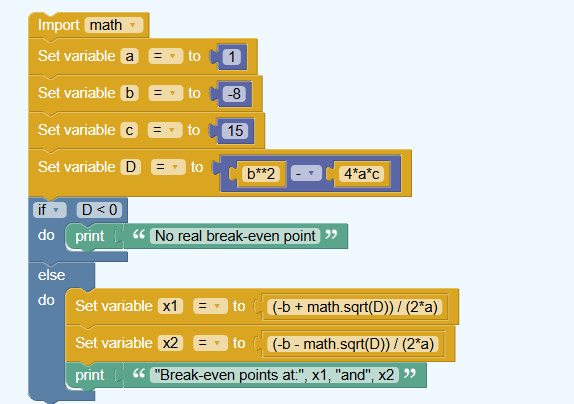 Import math
Set variable a = to 1
Set variable b = to -8
Set variable c = to 15
Set variable D = to b**2 - 4*a*c
if D < 0
do print “ No real break-even point ”
else
do Set variable x1 = to (-b + math.sqrt(D)) / (2*a)
Set variable x2 = to (-b - math.sqrt(D)) / (2*a)
print “ "Break-even points at:", x1, "and", x2 ”